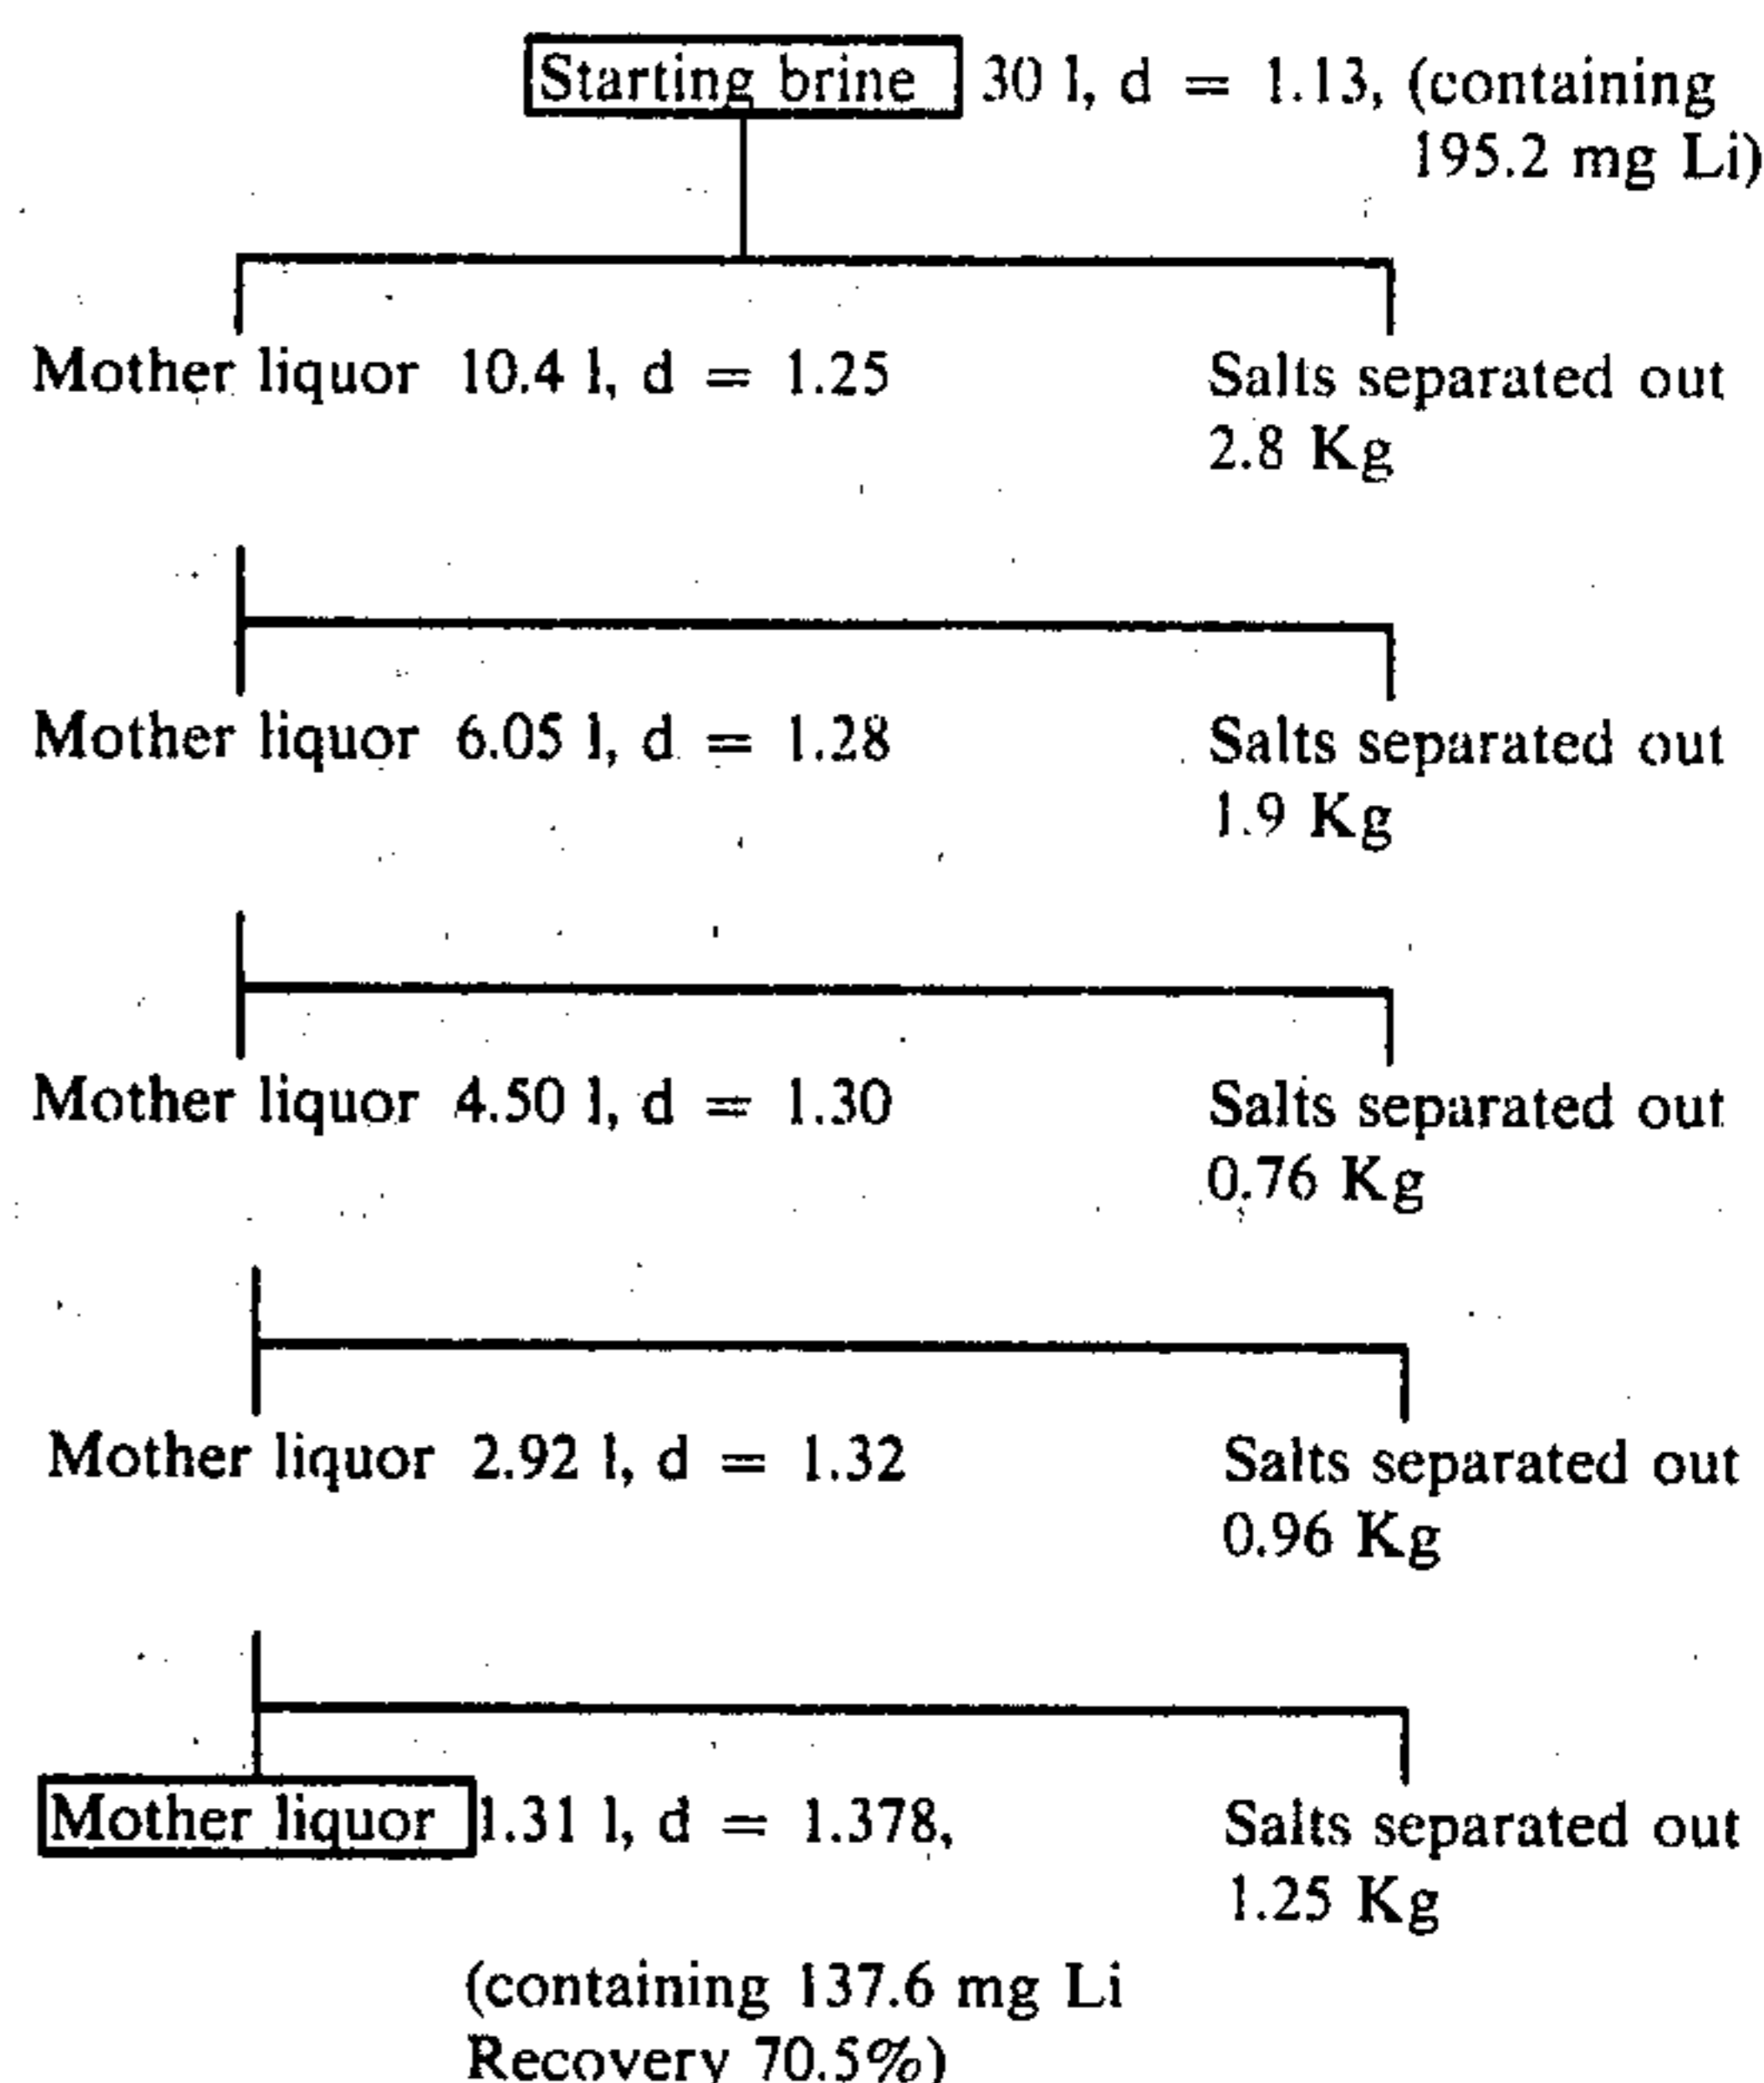 Starting brine 30 l, d = 1.13, (containing
195.2 mg Li)
Mother liquor 10.4 l, d = 1.25
Salts separated out
2.8 Kg
Mother liquor 6.05 l, d = 1.28
Salts separated out
1.9 Kg
Mother liquor 4.50 l, d = 1.30
Salts separated out
0.76 Kg
Mother liquor 2.92 l, d = 1.32
Salts separated out
0.96 Kg
Mother liquor 1.31 l, d = 1.378,
Salts separated out
1.25 Kg
(containing 137.6 mg Li
Recovery 70.5%)